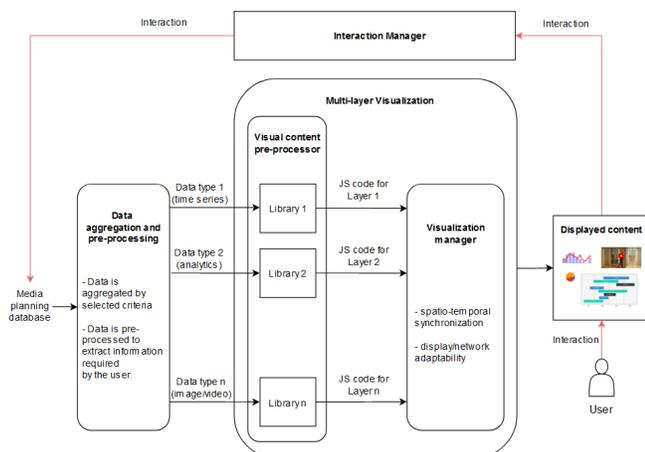 Interaction
Interaction
Interaction Manager
Multi-layer Visualization
Visual content
pre-processor
Data type 1
(time series)
JS code for
Layer 1
Library 1
Data
aggregation and
pre-processing
Visualization
manager
Displayed content
Data type 2
(analytics)
JS code for
Layer 2
Library 2
Media
planning
database
- Data is
aggregated by
selected criteria
- Data is pre-
processed to
extract information
required
by the user.
- spatio-temporal
synchronization
- display/network
adaptability
Interaction
Data type n
(image/video)
JS code for
Layer n
Library n
User